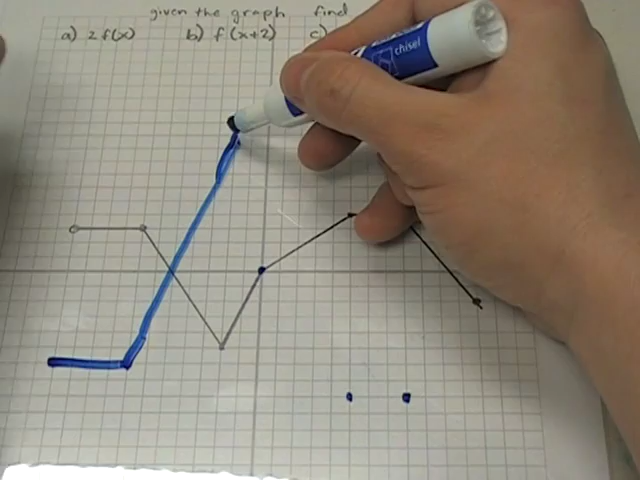 given the graph find
a) 2f(x) b) f(x+2) c)
chisel